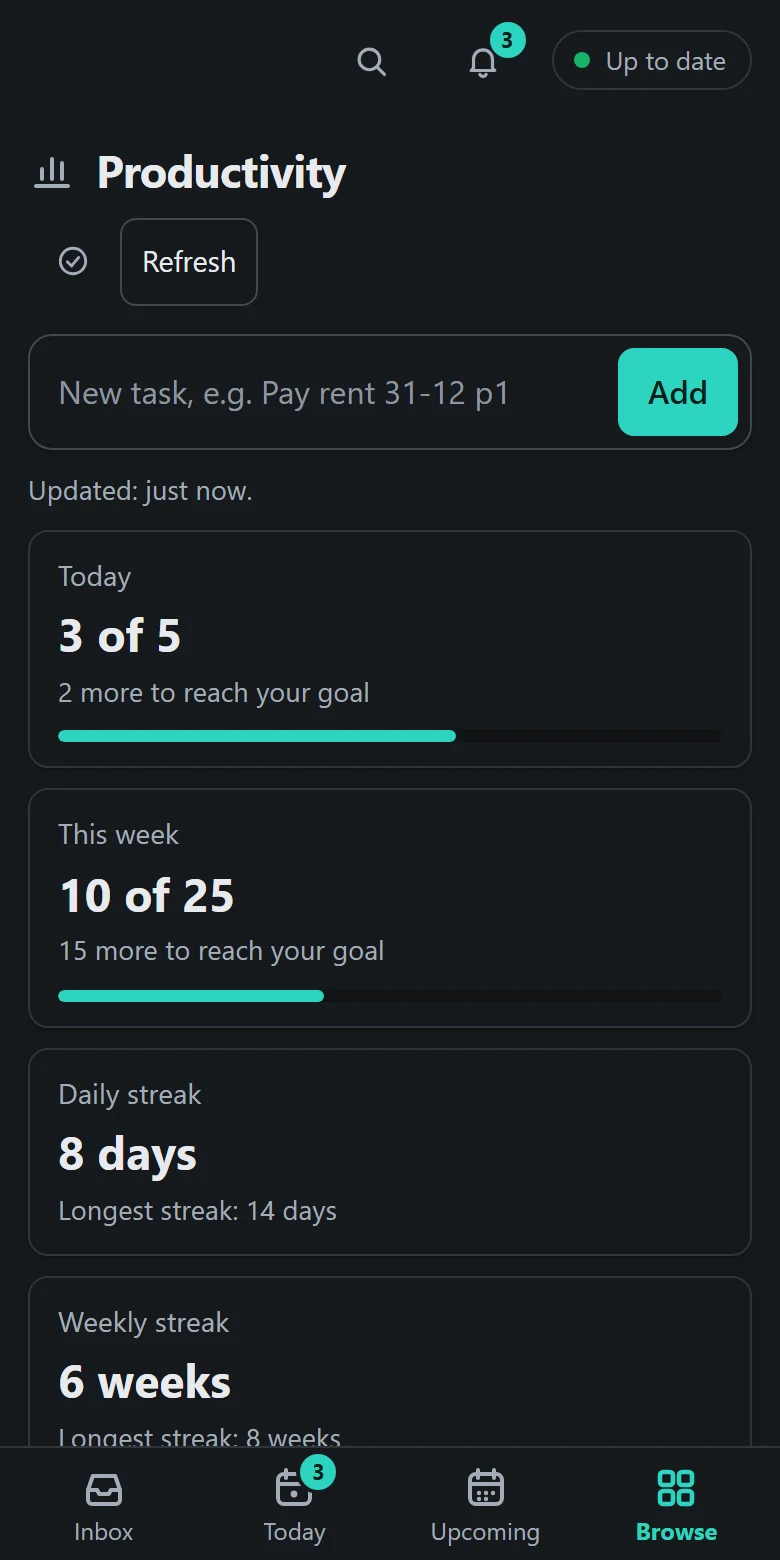 3
Up to date
Productivity
Refresh
New task, e.g. Pay rent 31-12 p1
Add
Updated: just now.
Today
3 of 5
2 more to reach your goal
This week
10 of 25
15 more to reach your goal
Daily streak
8 days
Longest streak: 14 days
Weekly streak
6 weeks
Longest streak: 8 weeks
3
Inbox
Today
Upcoming
Browse